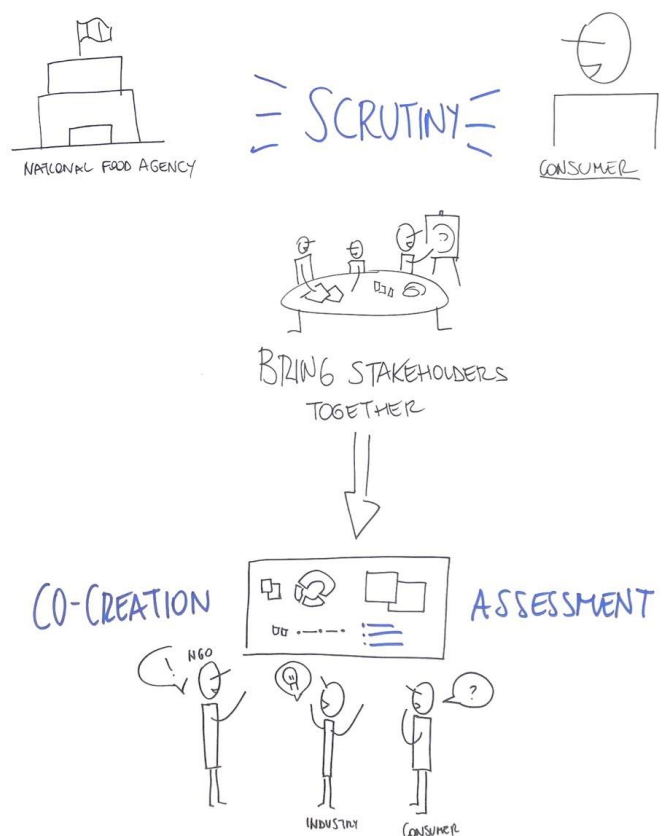 SCRUTINY
NATIONAL FOOD AGENCY
CONSUMER
BRING STAKEHOLDERS
TOGETHER
CO-CREATION
ASSESSMENT
NGO
!
?
INDUSTRY
CONSUMER